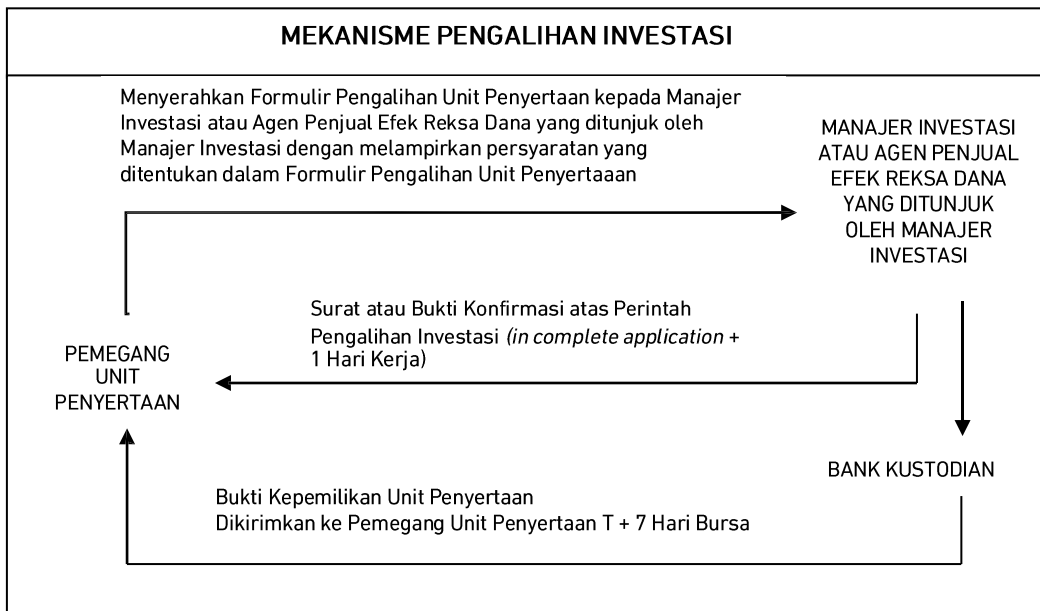 MEKANISME PENGALIHAN INVESTASI
Menyerahkan Formulir Pengalihan Unit Penyertaan kepada Manajer
Investasi atau Agen Penjual Efek Reksa Dana yang ditunjuk oleh
Manajer Investasi dengan melampirkan persyaratan yang
ditentukan dalam Formulir Pengalihan Unit Penyertaaan
MANAJER INVESTASI
ATAU AGEN PENJUAL
EFEK REKSA DANA
YANG DITUNJUK
OLEH MANAJER
INVESTASI
Surat atau Bukti Konfirmasi atas Perintah
Pengalihan Investasi (in complete application +
1 Hari Kerja)
PEMEGANG
UNIT
PENYERTAAN
BANK KUSTODIAN
Bukti Kepemilikan Unit Penyertaan
Dikirimkan ke Pemegang Unit Penyertaan T + 7 Hari Bursa